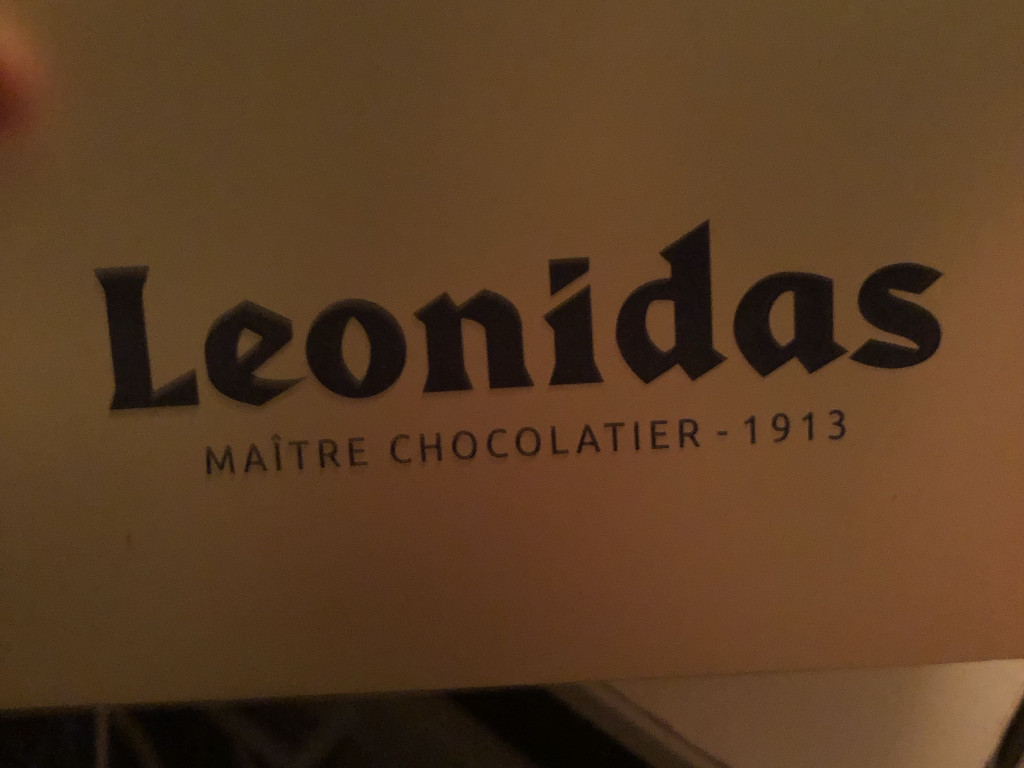 Leonidas
MAÎTRE CHOCOLATIER - 1913